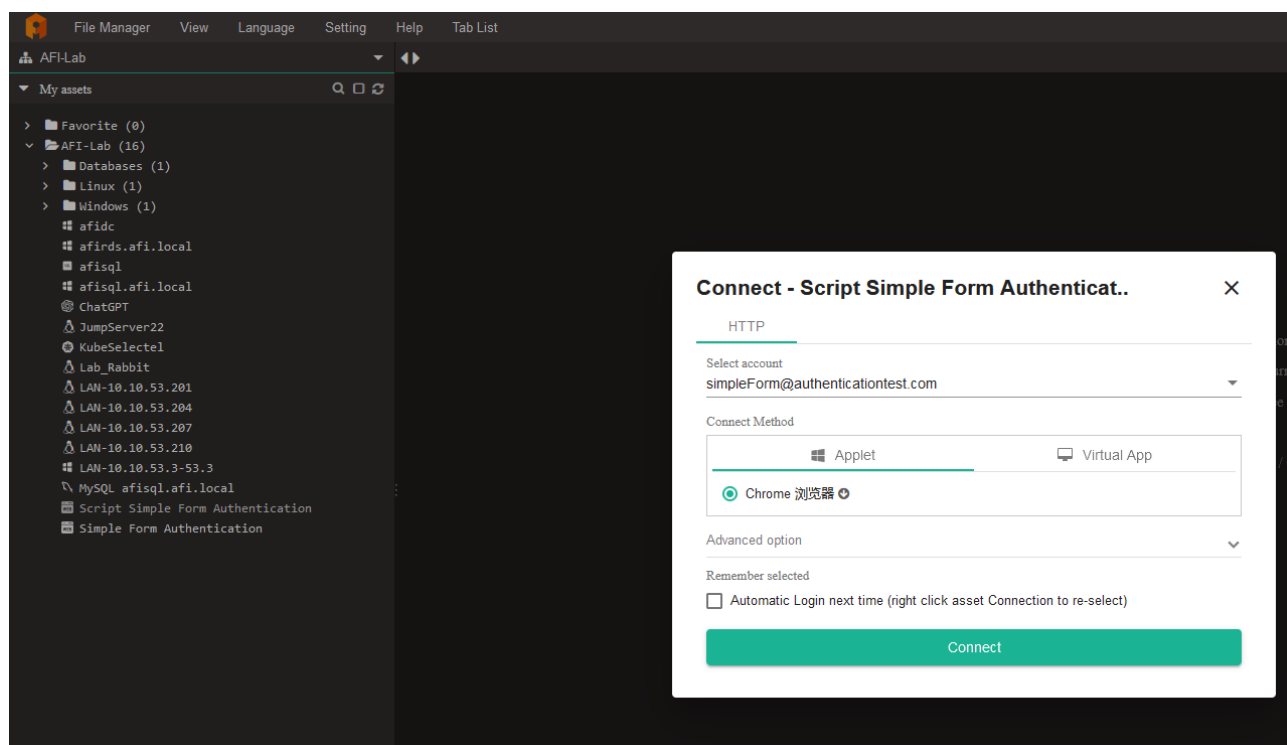 File Manager View Language Setting Help Tab List
AFI-Lab
My assets
Favorite (0)
AFI-Lab (16)
Databases (1)
Linux (1)
Windows (1)
afidc
afirds.afi.local
afisql
afisql.afi.local
ChatGPT
JumpServer22
KubeSelectel
Lab_Rabbit
LAN-10.10.53.201
LAN-10.10.53.204
LAN-10.10.53.207
LAN-10.10.53.210
LAN-10.10.53.3-53.3
MySQL afisql.afi.local
Script Simple Form Authentication
Simple Form Authentication
Connect - Script Simple Form Authenticat..
HTTP
Select account
simpleForm@authenticationtest.com
Connect Method
Applet Virtual App
Chrome 浏览器
Advanced option
Remember selected
Automatic Login next time (right click asset Connection to re-select)
Connect